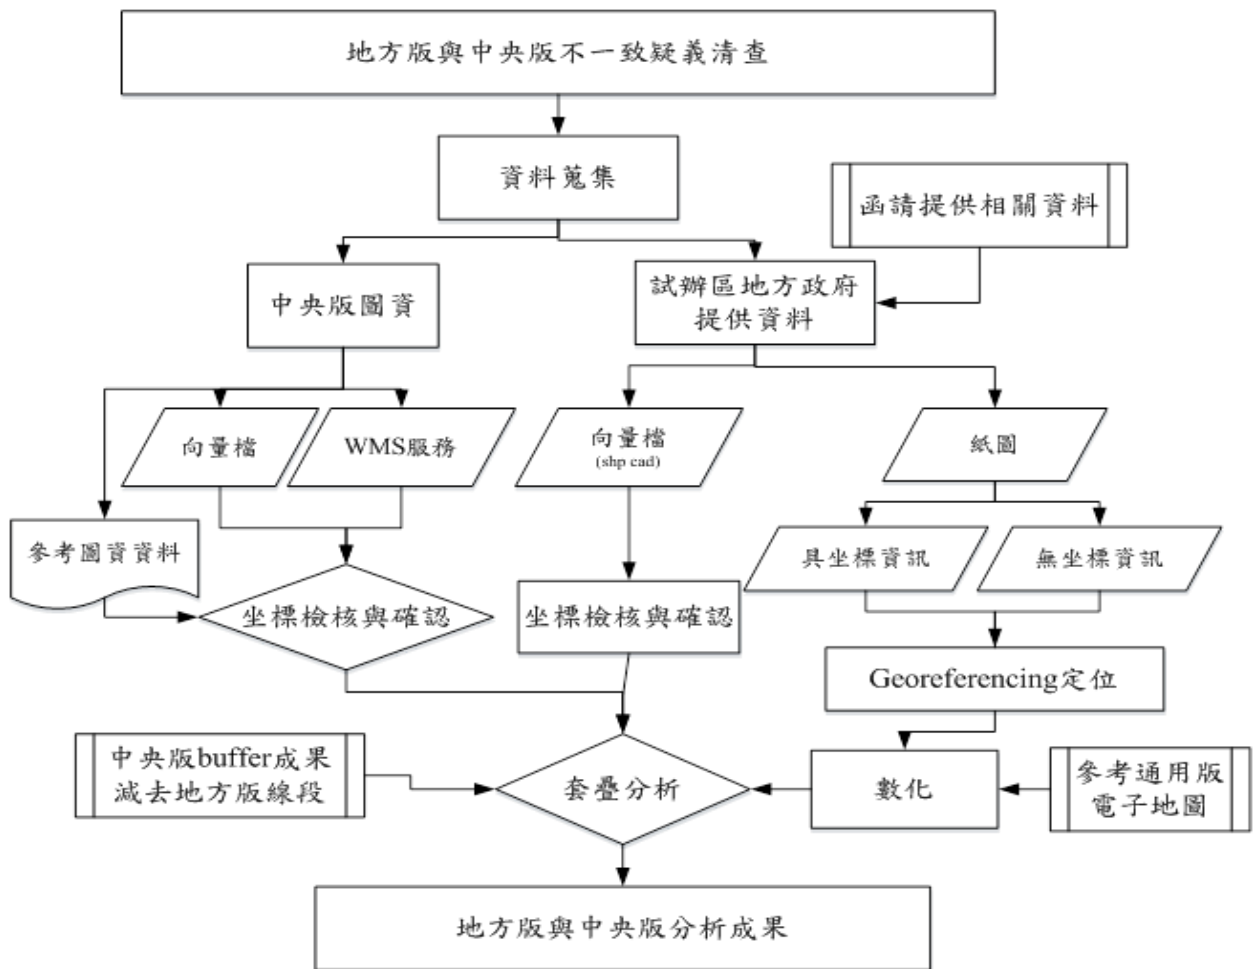 地方版與中央版不一致疑義清查
資料蒐集
函請提供相關資料
中央版圖資
試辦區地方政府
提供資料
向量檔
WMS服務
向量檔
(shp cad)
紙圖
參考圖資資料
具坐標資訊
無坐標資訊
坐標檢核與確認
坐標檢核與確認
Georeferencing定位
中央版buffer成果
減去地方版線段
套疊分析
數化
參考通用版
電子地圖
地方版與中央版分析成果